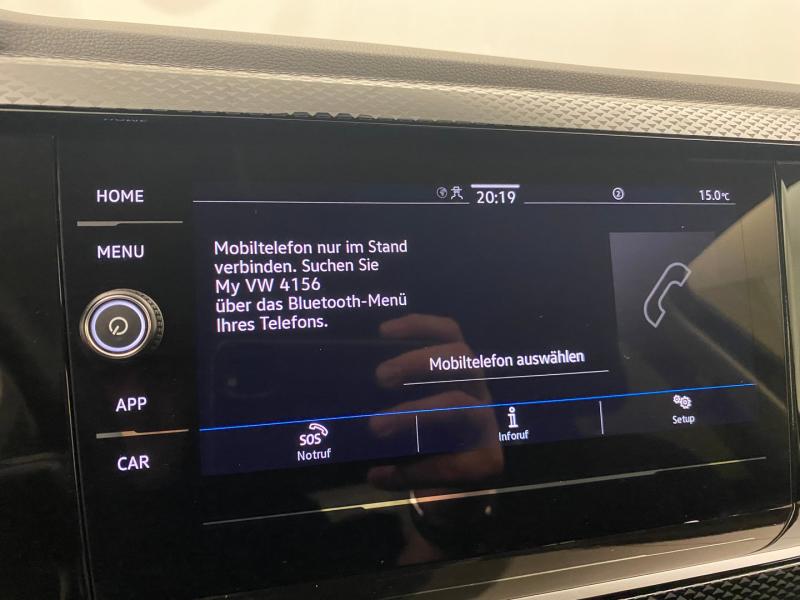 HOME
MENU
APP
CAR
20:19
2
15.0°C
Mobiltelefon nur im Stand
verbinden. Suchen Sie
My VW 4156
über das Bluetooth-Menü
Ihres Telefons.
Mobiltelefon auswählen
SOS
Notruf
i
Inforuf
Setup